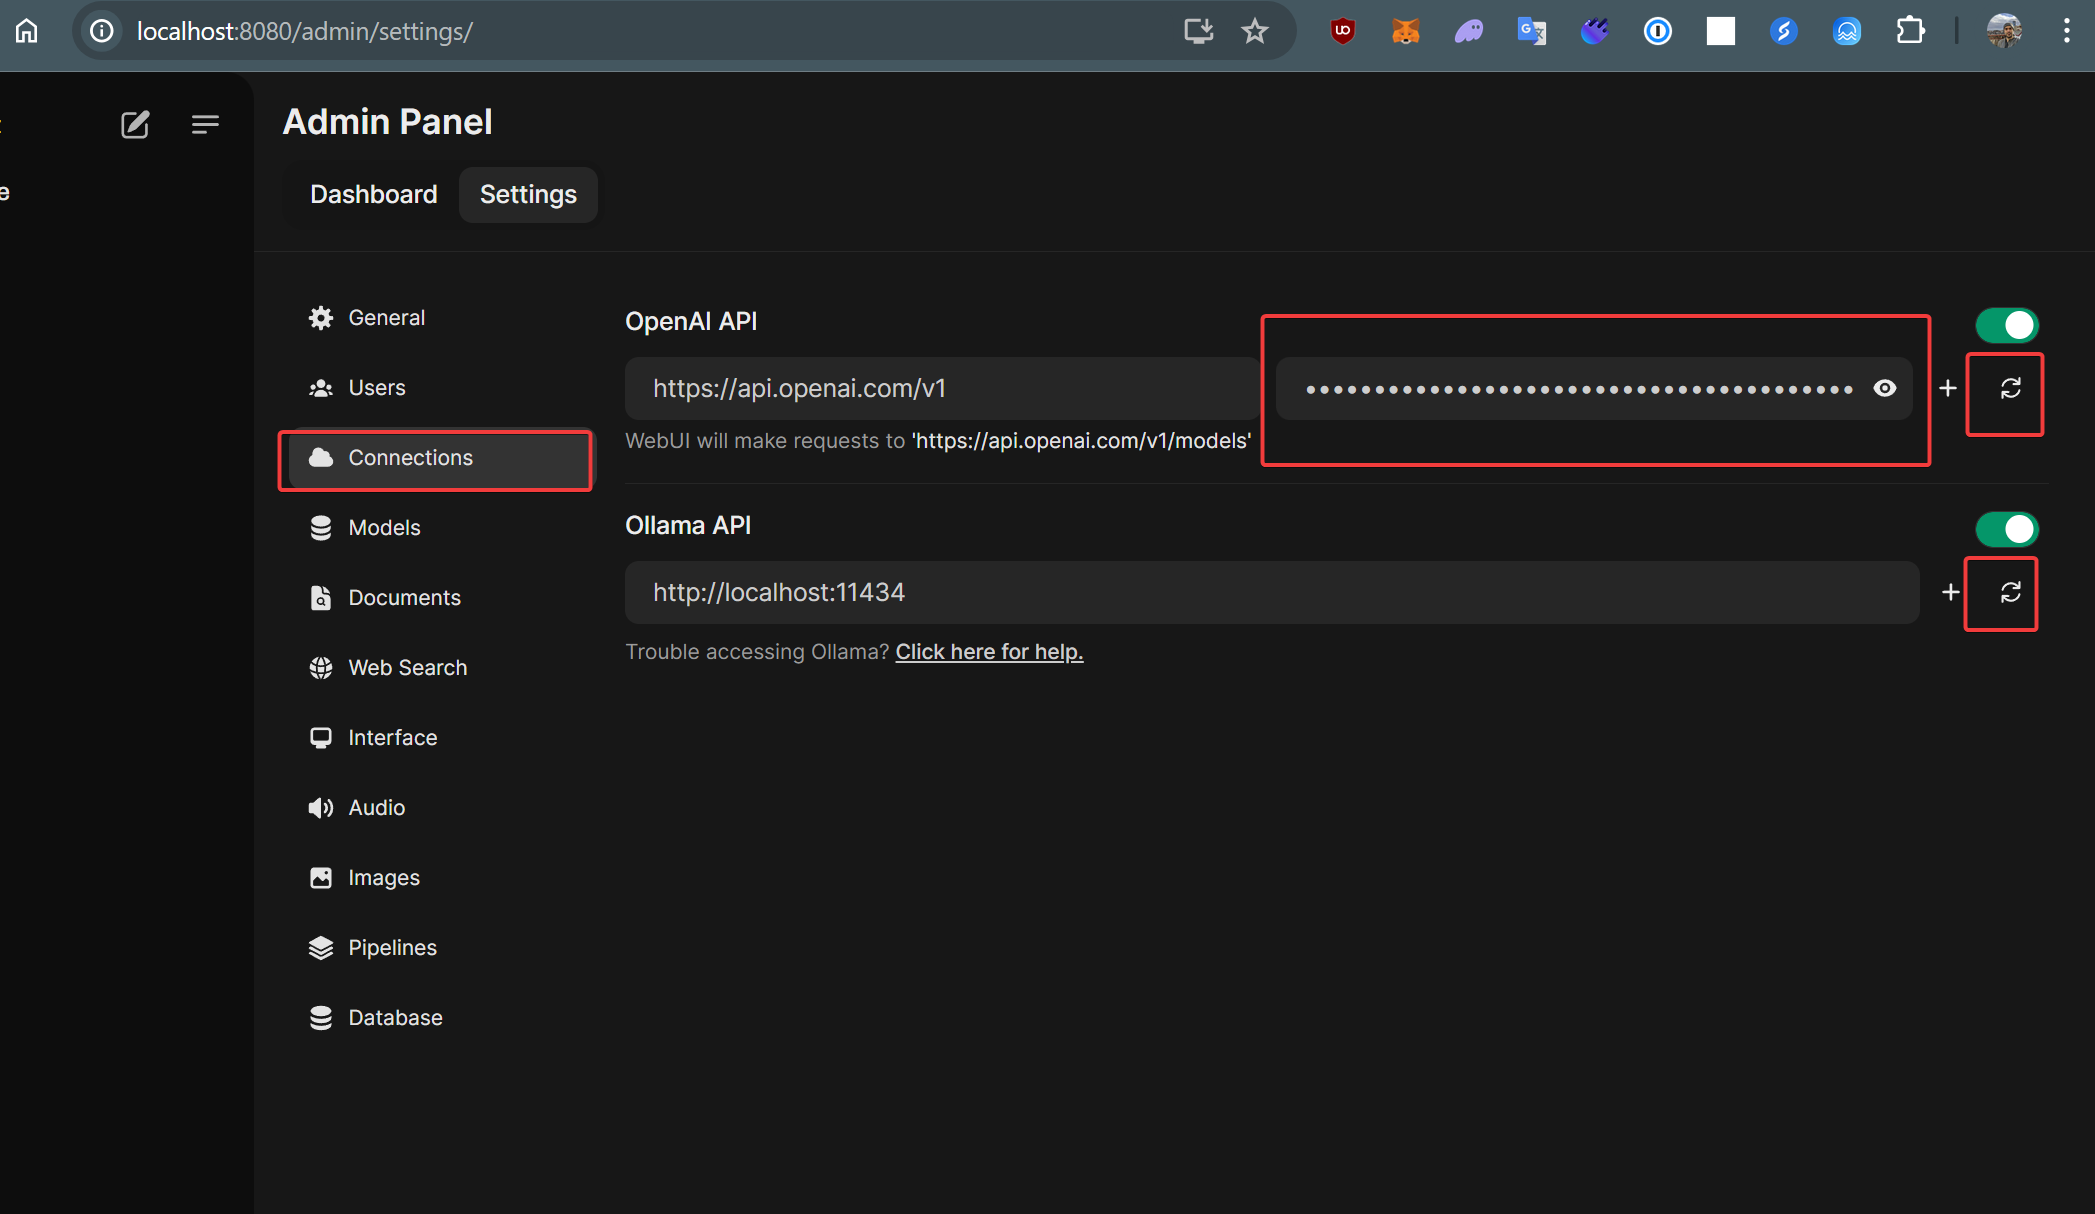 localhost:8080/admin/settings/
Admin Panel
Dashboard
Settings
e
General
Users
Connections
Models
Documents
Web Search
Interface
Audio
Images
Pipelines
Database
OpenAI API
https://api.openai.com/v1
WebUI will make requests to 'https://api.openai.com/v1/models'
Ollama API
http://localhost:11434
Trouble accessing Ollama? Click here for help.